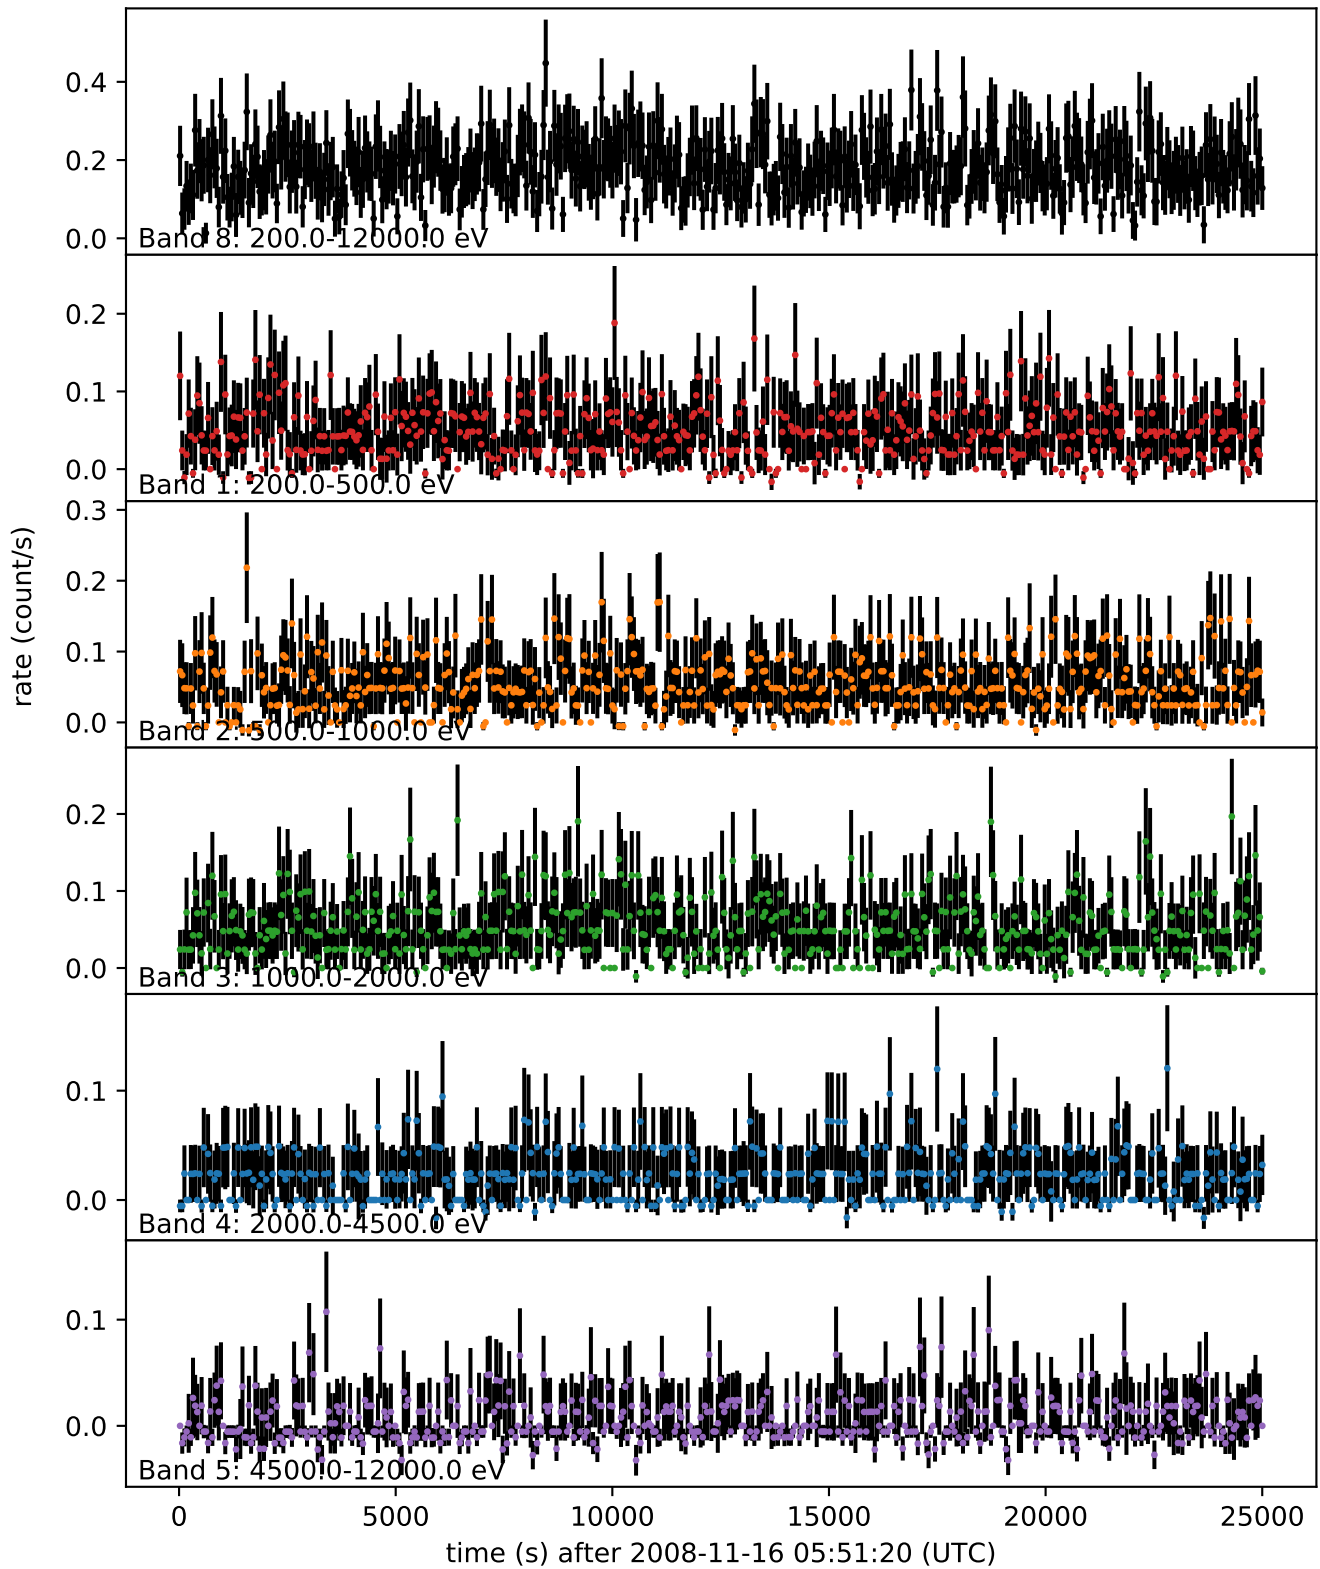 0.4
0.2
0.0
Band 8: 200.0-12000.0 eV
0.2
0.1
0.0
Band 1: 200.0-500.0 eV
0.3
0.2
0.1
0.0
Band 2: 500.0-1000.0 eV
rate (count/s)
0.2
0.1
0.0
Band 3: 1000.0-2000.0 eV
0.1
0.0
Band 4: 2000.0-4500.0 eV
0.1
0.0
Band 5: 4500.0-12000.0 eV
0 5000 10000 15000 20000 25000
time (s) after 2008-11-16 05:51:20 (UTC)